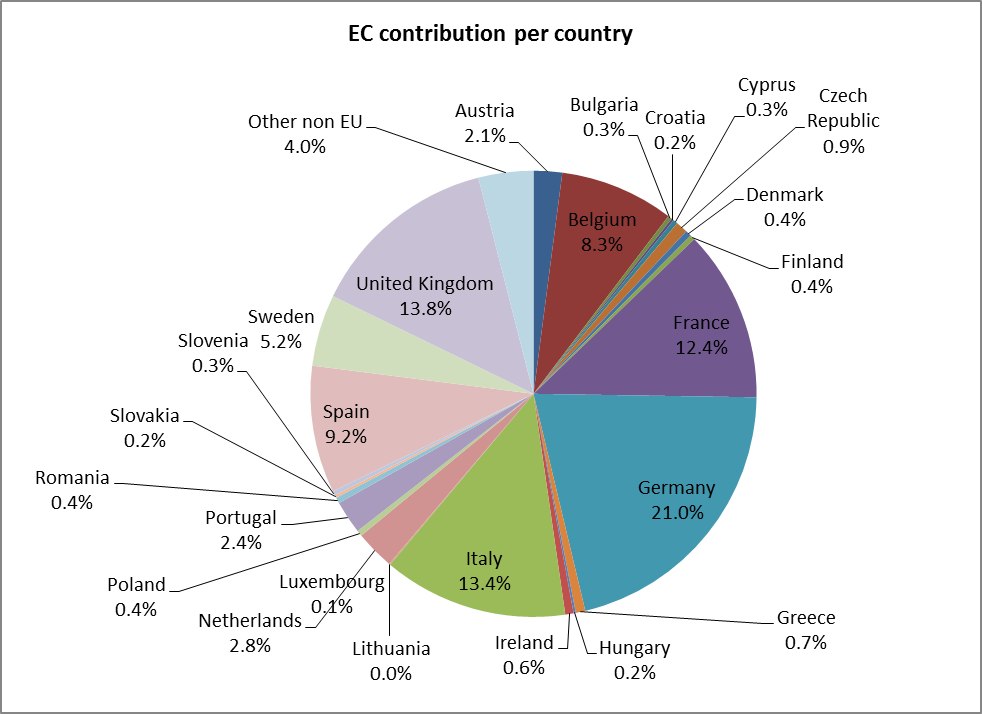 EC contribution per country
Austria
2.1%
Belgium
8.3%
Bulgaria
0.3%
Croatia
0.2%
Cyprus
0.3%
Czech
Republic
0.9%
Denmark
0.4%
Finland
0.4%
France
12.4%
Germany
21.0%
Greece
0.7%
Hungary
0.2%
Ireland
0.6%
Italy
13.4%
Lithuania
0.0%
Luxembourg
0.1%
Netherlands
2.8%
Poland
0.4%
Portugal
2.4%
Romania
0.4%
Slovakia
0.2%
Slovenia
0.3%
Spain
9.2%
Sweden
5.2%
United Kingdom
13.8%
Other non EU
4.0%